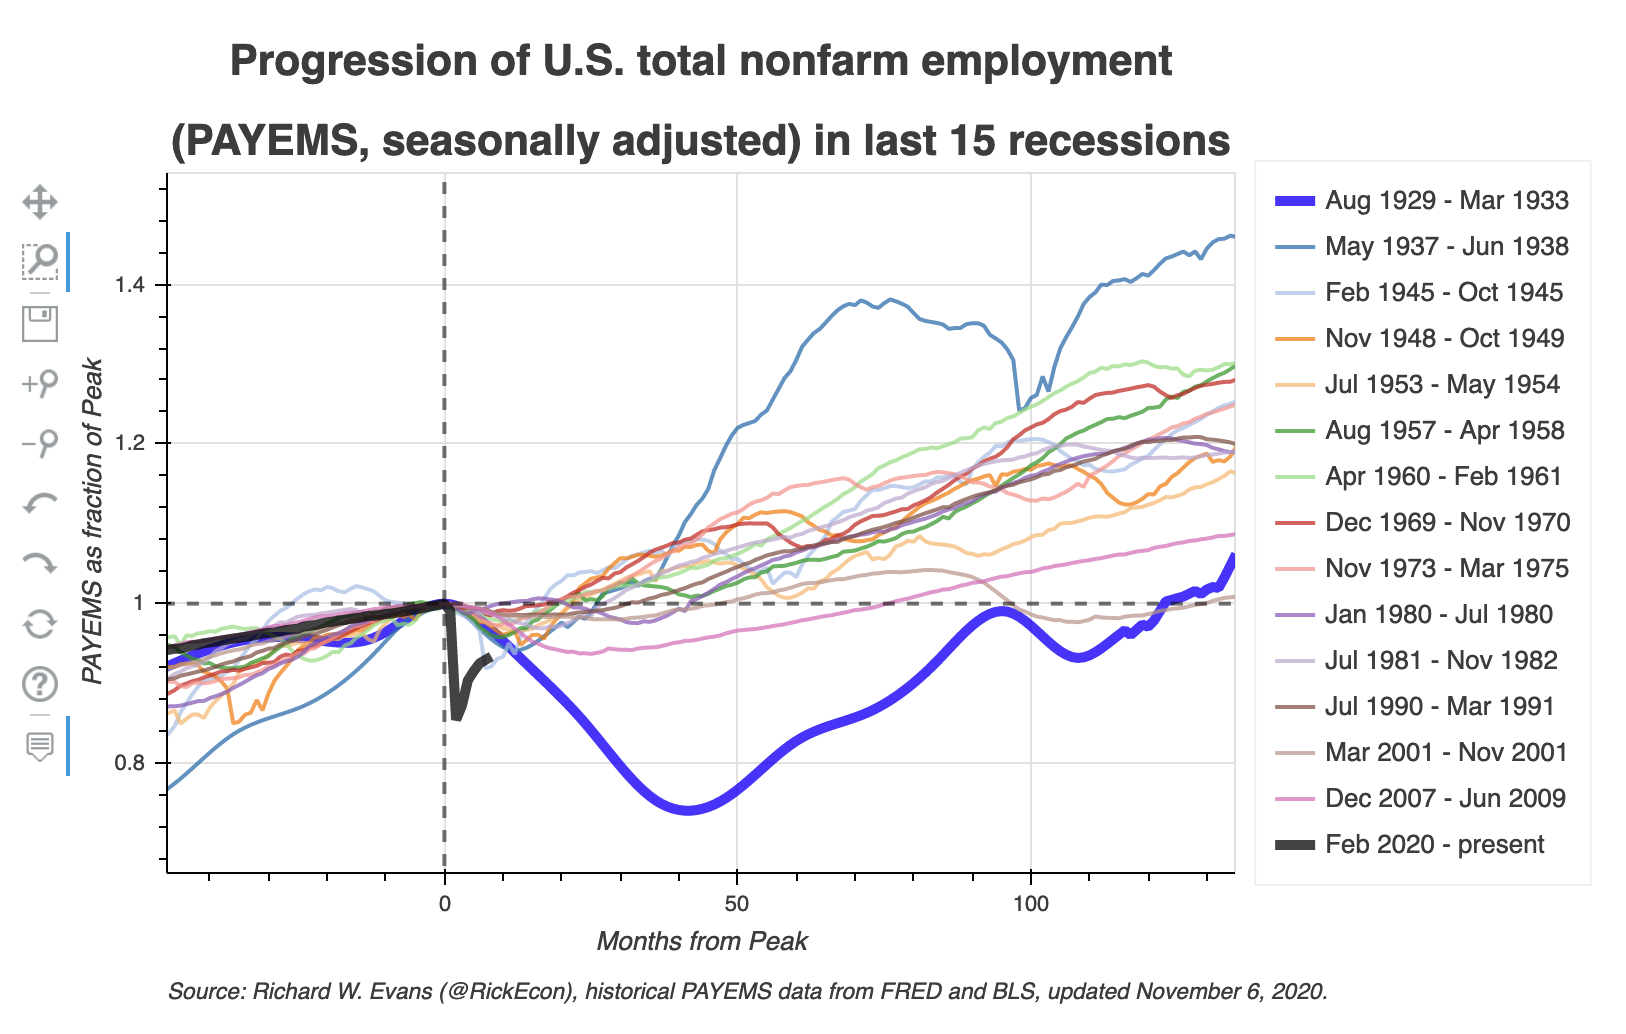 Progression of U.S. total nonfarm employment
(PAYEMS, seasonally adjusted) in last 15 recessions
PAYEMS as fraction of Peak
1.4
1.2
1
0.8
0
50
100
Months from Peak
Aug 1929 - Mar 1933
May 1937 - Jun 1938
Feb 1945 - Oct 1945
Nov 1948 - Oct 1949
Jul 1953 - May 1954
Aug 1957 - Apr 1958
Apr 1960 - Feb 1961
Dec 1969 - Nov 1970
Nov 1973 - Mar 1975
Jan 1980 - Jul 1980
Jul 1981 - Nov 1982
Jul 1990 - Mar 1991
Mar 2001 - Nov 2001
Dec 2007 - Jun 2009
Feb 2020 - present
Source: Richard W. Evans (@RickEcon), historical PAYEMS data from FRED and BLS, updated November 6, 2020.